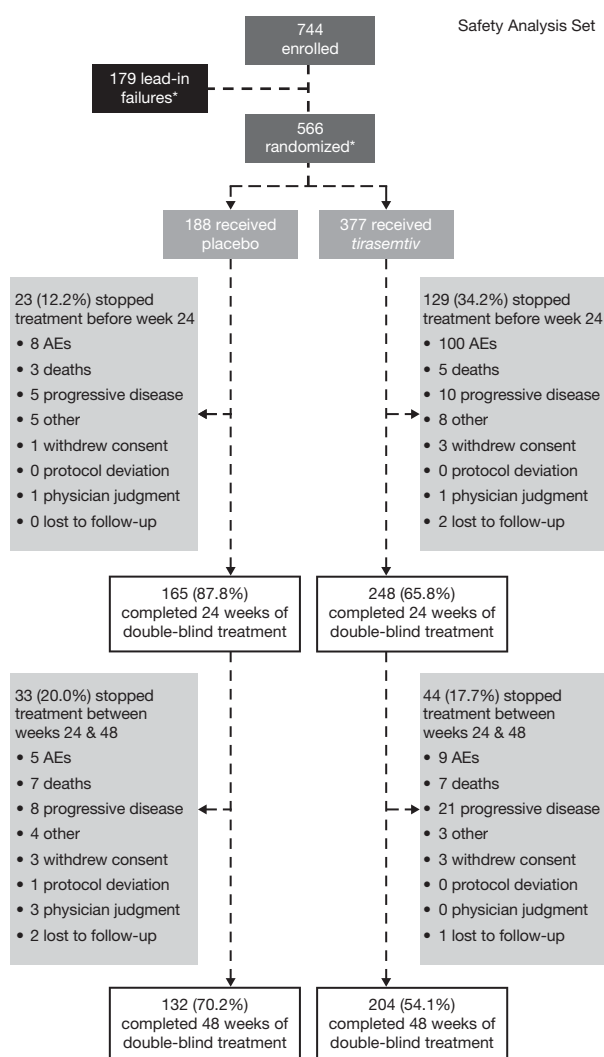 Safety Analysis Set
744
enrolled
179 lead-in
failures*
566
randomized*
188 received
placebo
377 received
tirasemtiv
23 (12.2%) stopped
treatment before week 24
• 8 AEs
• 3 deaths
• 5 progressive disease
• 5 other
• 1 withdrew consent
• 0 protocol deviation
• 1 physician judgment
• 0 lost to follow-up
129 (34.2%) stopped
treatment before week 24
• 100 AEs
• 5 deaths
• 10 progressive disease
• 8 other
• 3 withdrew consent
• 0 protocol deviation
• 1 physician judgment
• 2 lost to follow-up
165 (87.8%)
completed 24 weeks of
double-blind treatment
248 (65.8%)
completed 24 weeks of
double-blind treatment
33 (20.0%) stopped
treatment between
weeks 24 & 48
• 5 AEs
• 7 deaths
• 8 progressive disease
• 4 other
• 3 withdrew consent
• 1 protocol deviation
• 3 physician judgment
• 2 lost to follow-up
44 (17.7%) stopped
treatment between
weeks 24 & 48
• 9 AEs
• 7 deaths
• 21 progressive disease
• 3 other
• 3 withdrew consent
• 0 protocol deviation
• 0 physician judgment
• 1 lost to follow-up
132 (70.2%)
completed 48 weeks of
double-blind treatment
204 (54.1%)
completed 48 weeks of
double-blind treatment